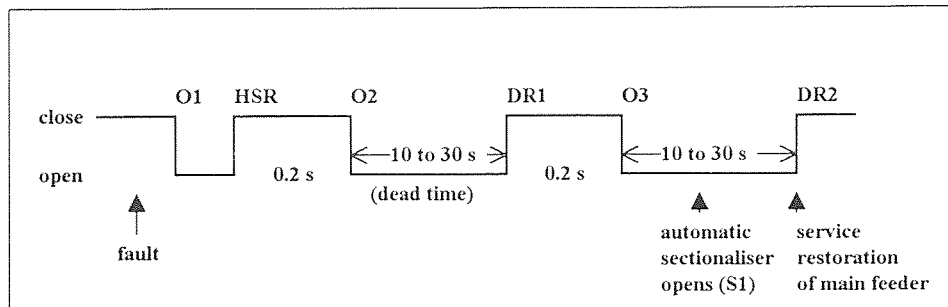 O1 HSR O2 DR1 O3 DR2
close
10 to 30 s 10 to 30 s
open 0.2 s 0.2 s
(dead time)
fault
automatic
sectionaliser
opens (S1)
service
restoration
of main feeder